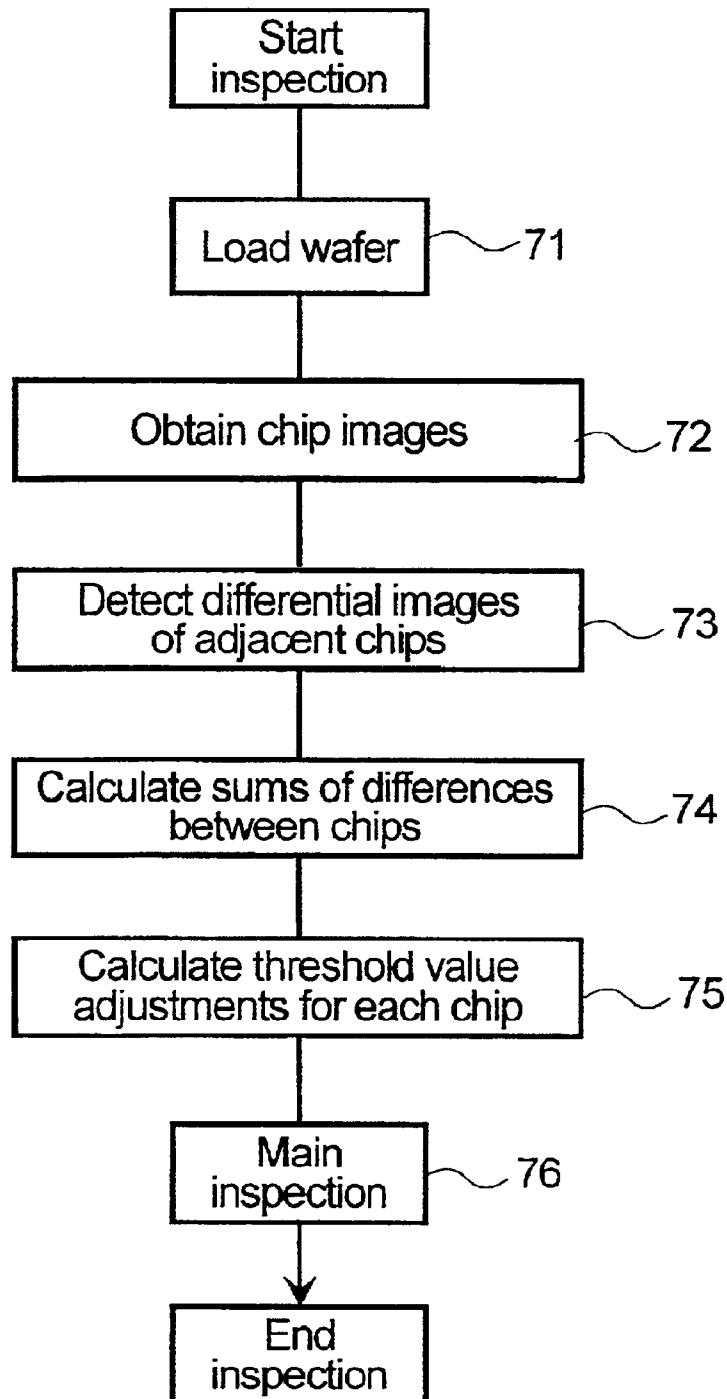 Start
inspection
Load wafer
71
Obtain chip images
72
Detect differential images
of adjacent chips
73
Calculate sums of differences
between chips
74
Calculate threshold value
adjustments for each chip
75
Main
inspection
76
End
inspection